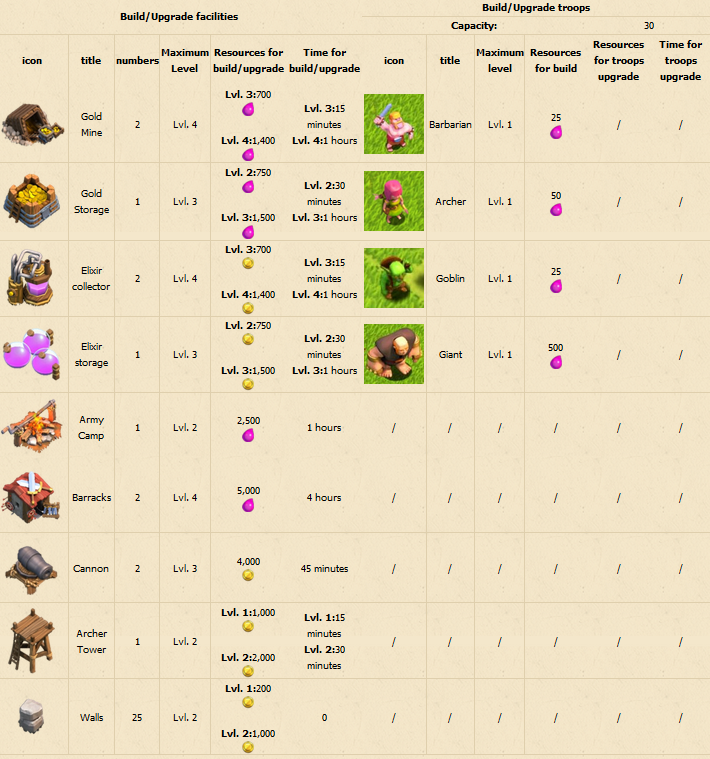 Build/Upgrade facilities
Build/Upgrade troops
Capacity: 30
icon title numbers Maximum Level Resources for build/upgrade Time for build/upgrade icon title Maximum level Resources for build Resources for troops upgrade Time for troops upgrade
Gold Mine 2 Lvl. 4 Lvl. 3:700 Lvl. 4:1,400 Lvl. 3:15 minutes Lvl. 4:1 hours Barbarian Lvl. 1 25 / /
Gold Storage 1 Lvl. 3 Lvl. 2:750 Lvl. 3:1,500 Lvl. 2:30 minutes Lvl. 3:1 hours Archer Lvl. 1 50 / /
Elixir collector 2 Lvl. 4 Lvl. 3:700 Lvl. 4:1,400 Lvl. 3:15 minutes Lvl. 4:1 hours Goblin Lvl. 1 25 / /
Elixir storage 1 Lvl. 3 Lvl. 2:750 Lvl. 3:1,500 Lvl. 2:30 minutes Lvl. 3:1 hours Giant Lvl. 1 500 / /
Army Camp 1 Lvl. 2 2,500 1 hours / / / / / /
Barracks 2 Lvl. 4 5,000 4 hours / / / / / /
Cannon 2 Lvl. 3 4,000 45 minutes / / / / / /
Archer Tower 1 Lvl. 2 Lvl. 1:1,000 Lvl. 2:2,000 Lvl. 1:15 minutes Lvl. 2:30 minutes / / / / / /
Walls 25 Lvl. 2 Lvl. 1:200 Lvl. 2:1,000 0 / / / / / /